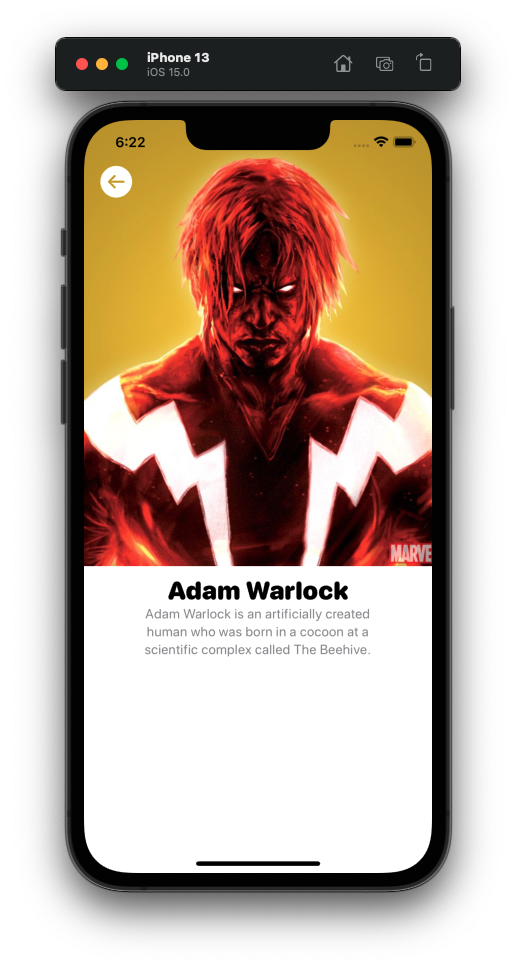 iPhone 13
iOS 15.0
6:22
MARVE
Adam Warlock
Adam Warlock is an artificially created
human who was born in a cocoon at a
scientific complex called The Beehive.